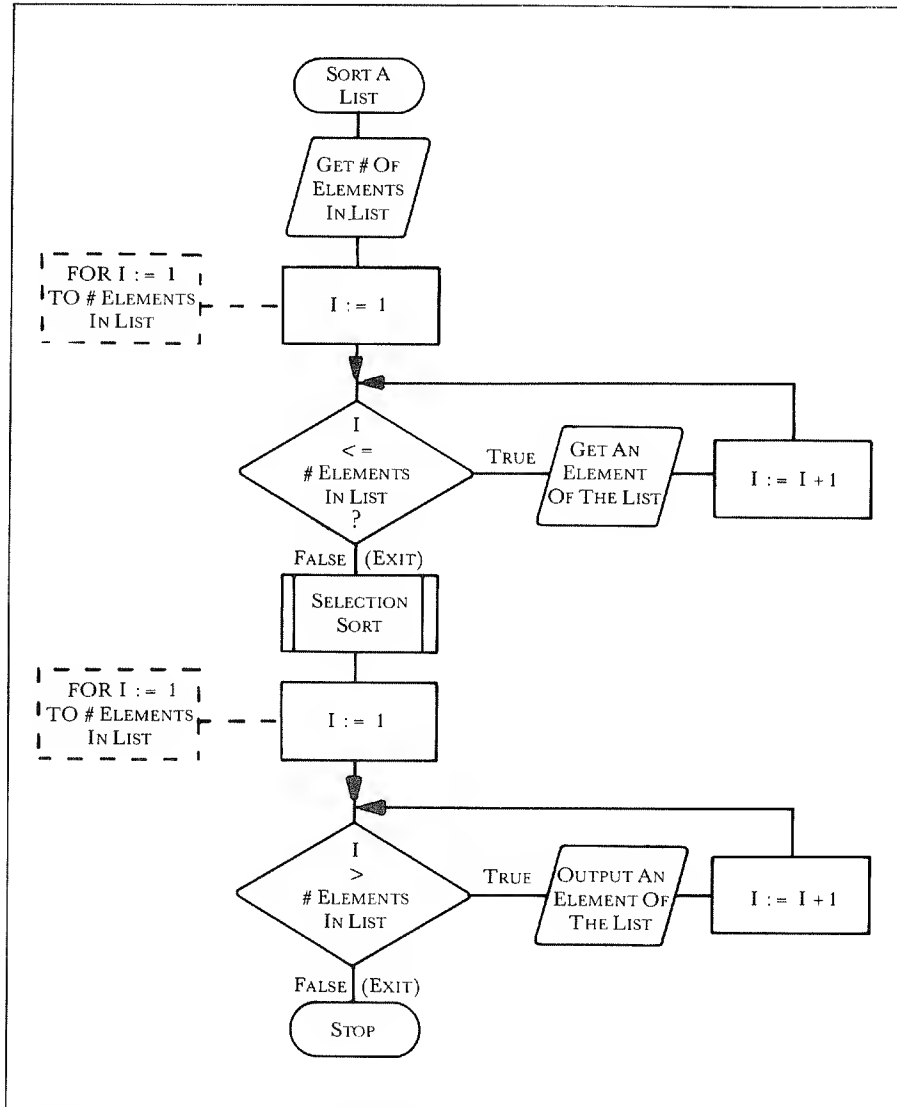 SORT A
LIST
GET # OF
ELEMENTS
IN LIST
FOR I := 1
TO # ELEMENTS
IN LIST
I := 1
I
<=
# ELEMENTS
IN LIST
?
TRUE
GET AN
ELEMENT
OF THE LIST
I := I + 1
FALSE (EXIT)
SELECTION
SORT
FOR I := 1
TO # ELEMENTS
IN LIST
I := 1
I
>
# ELEMENTS
IN LIST
TRUE
OUTPUT AN
ELEMENT OF
THE LIST
I := I + 1
FALSE (EXIT)
STOP